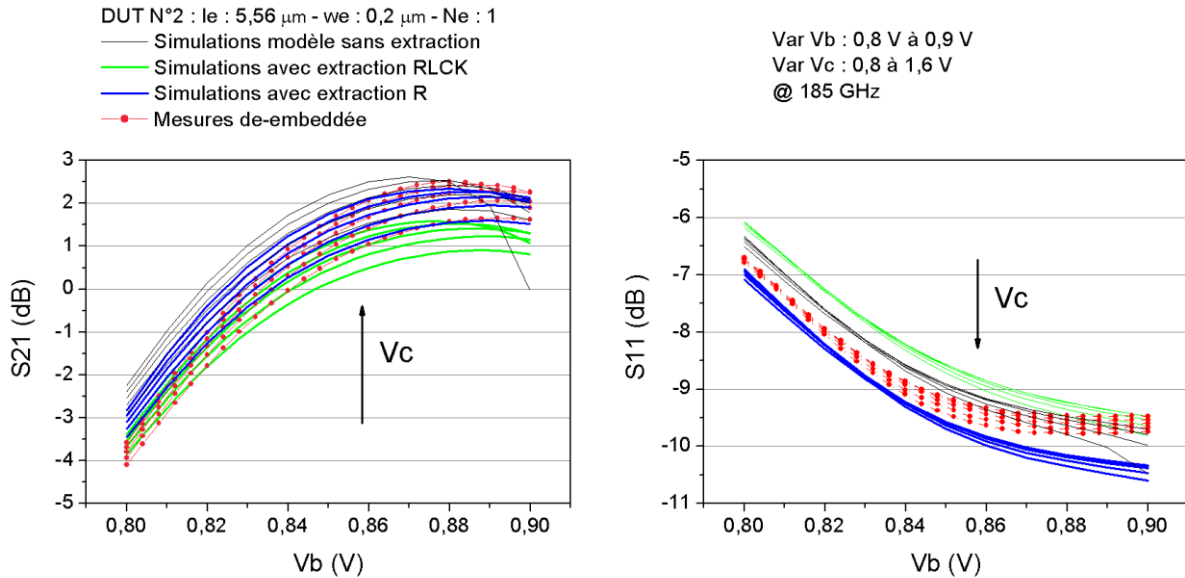 DUT N°2 : le : 5,56 µm - we : 0,2 µm - Ne : 1
Simulations modèle sans extraction
Simulations avec extraction RLCK
Simulations avec extraction R
Mesures de-embeddée
Var Vb : 0,8 V à 0,9 V
Var Vc : 0,8 à 1,6 V
@ 185 GHz
S21 (dB)
3
2
1
0
-1
-2
-3
-4
-5
Vc
0,80 0,82 0,84 0,86 0,88 0,90
Vb (V)
S11 (dB)
-5
-6
-7
-8
-9
-10
-11
Vc
0,80 0,82 0,84 0,86 0,88 0,90
Vb (V)